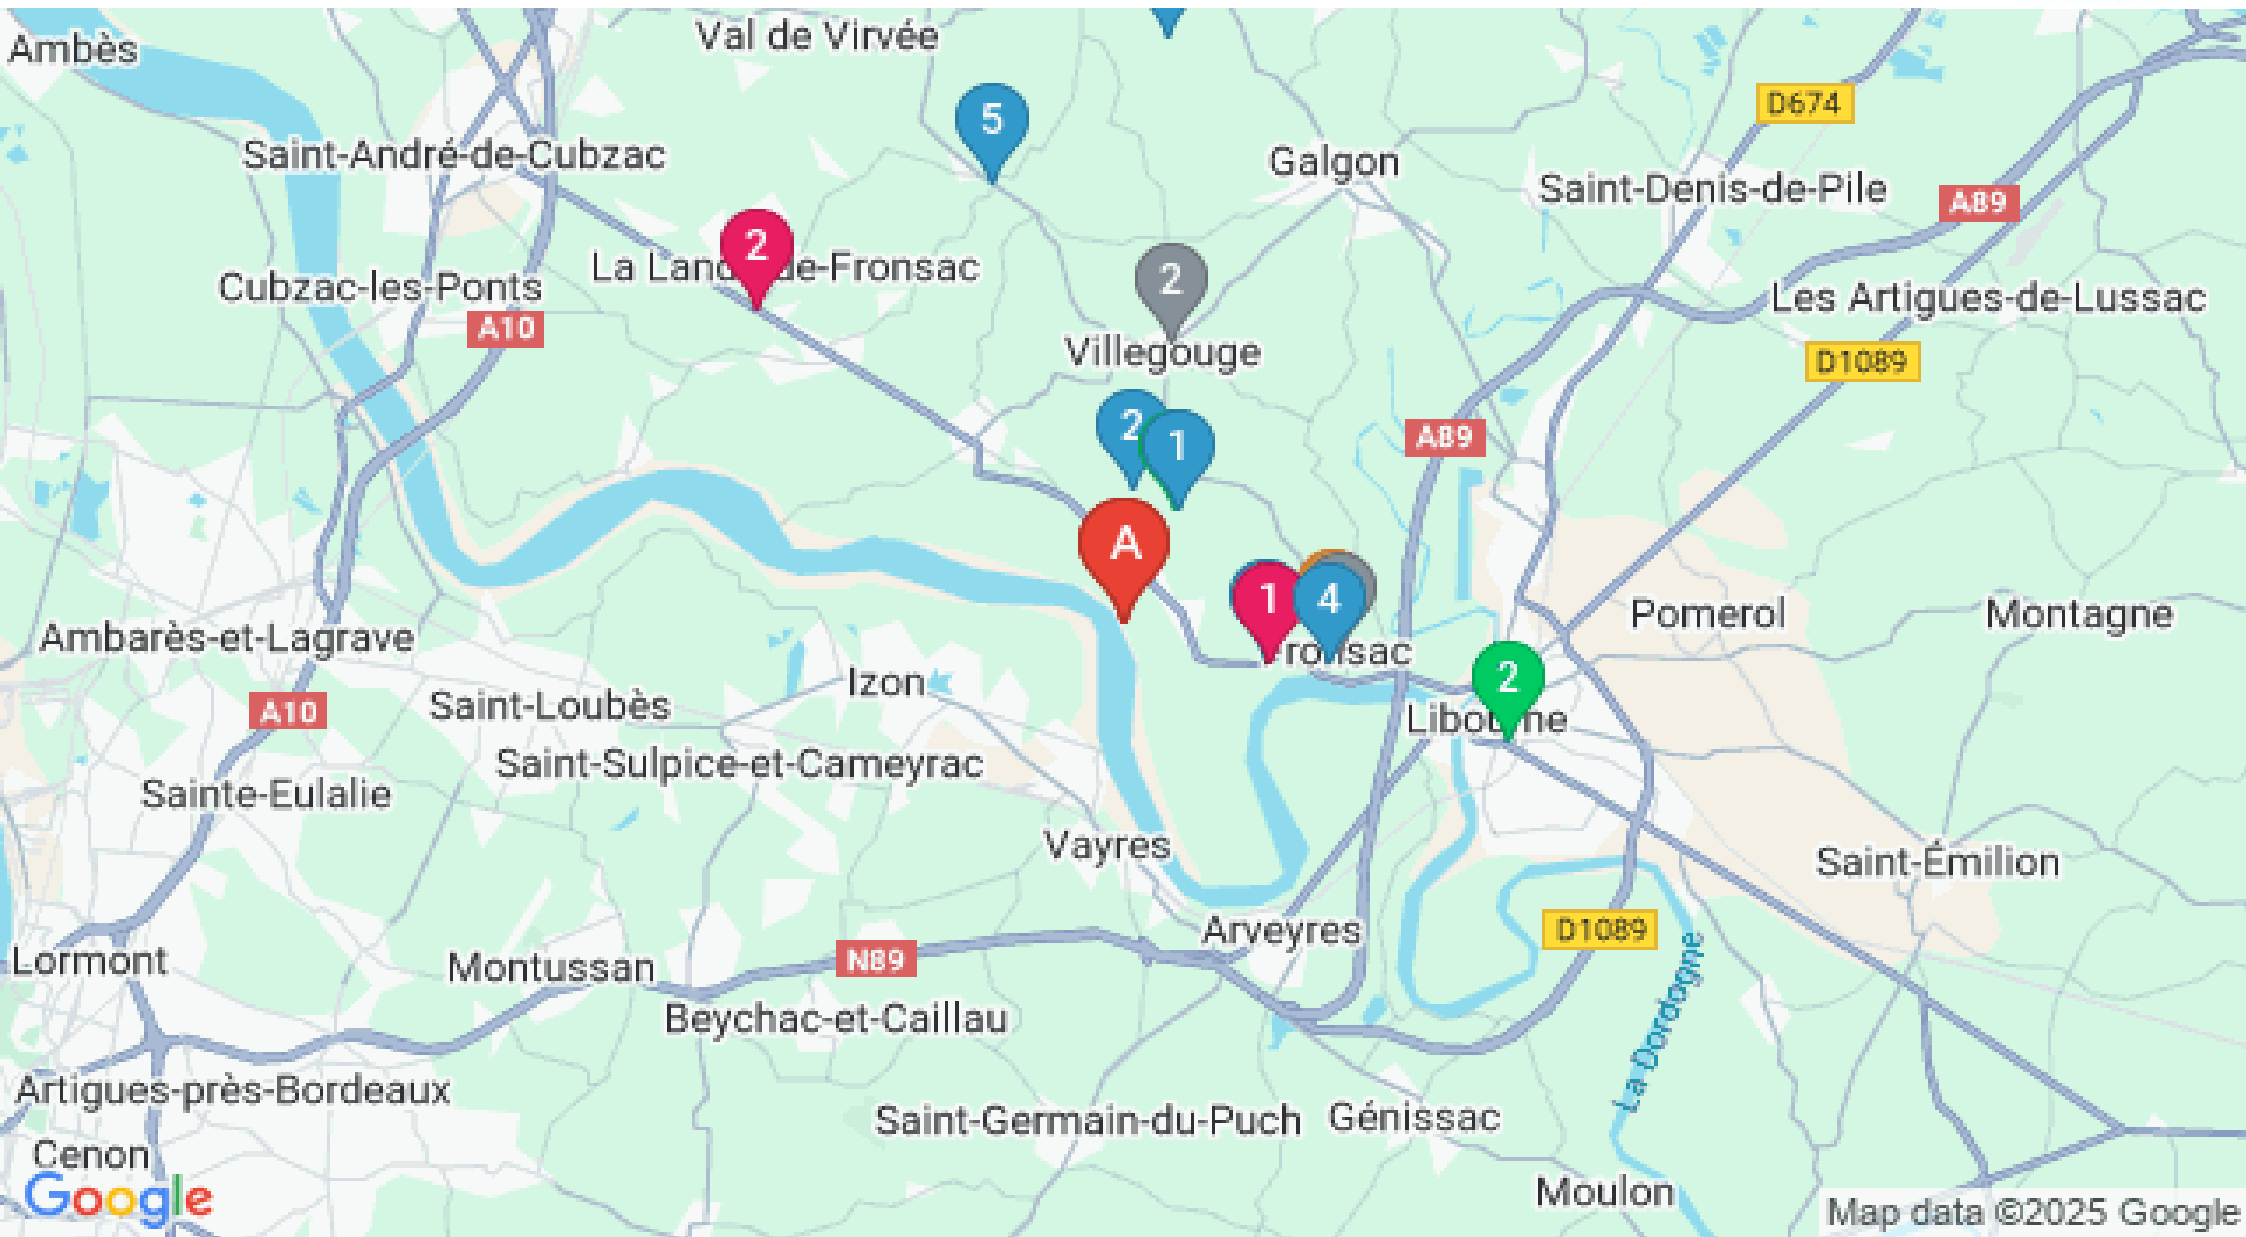 Ambès
Val de Virvée
D674
5
Saint-André-de-Cubzac
Galgon
Saint-Denis-de-Pile
A89
2
La Lande-de-Fronsac
2
Cubzac-les-Ponts
A10
Villegouge
Les Artigues-de-Lussac
D1089
2
1
A89
A
1
4
Fronsac
Pomerol
Montagne
Ambarès-et-Lagrave
Izon
2
A10
Saint-Loubès
Libourne
Saint-Sulpice-et-Cameyrac
Sainte-Eulalie
Vayres
Saint-Émilion
Arveyres
D1089
Lormont
Montussan
N89
La Dordogne
Beychac-et-Caillau
Artigues-près-Bordeaux
Saint-Germain-du-Puch
Génissac
Cenon
Google
Moulon
Map data ©2025 Google